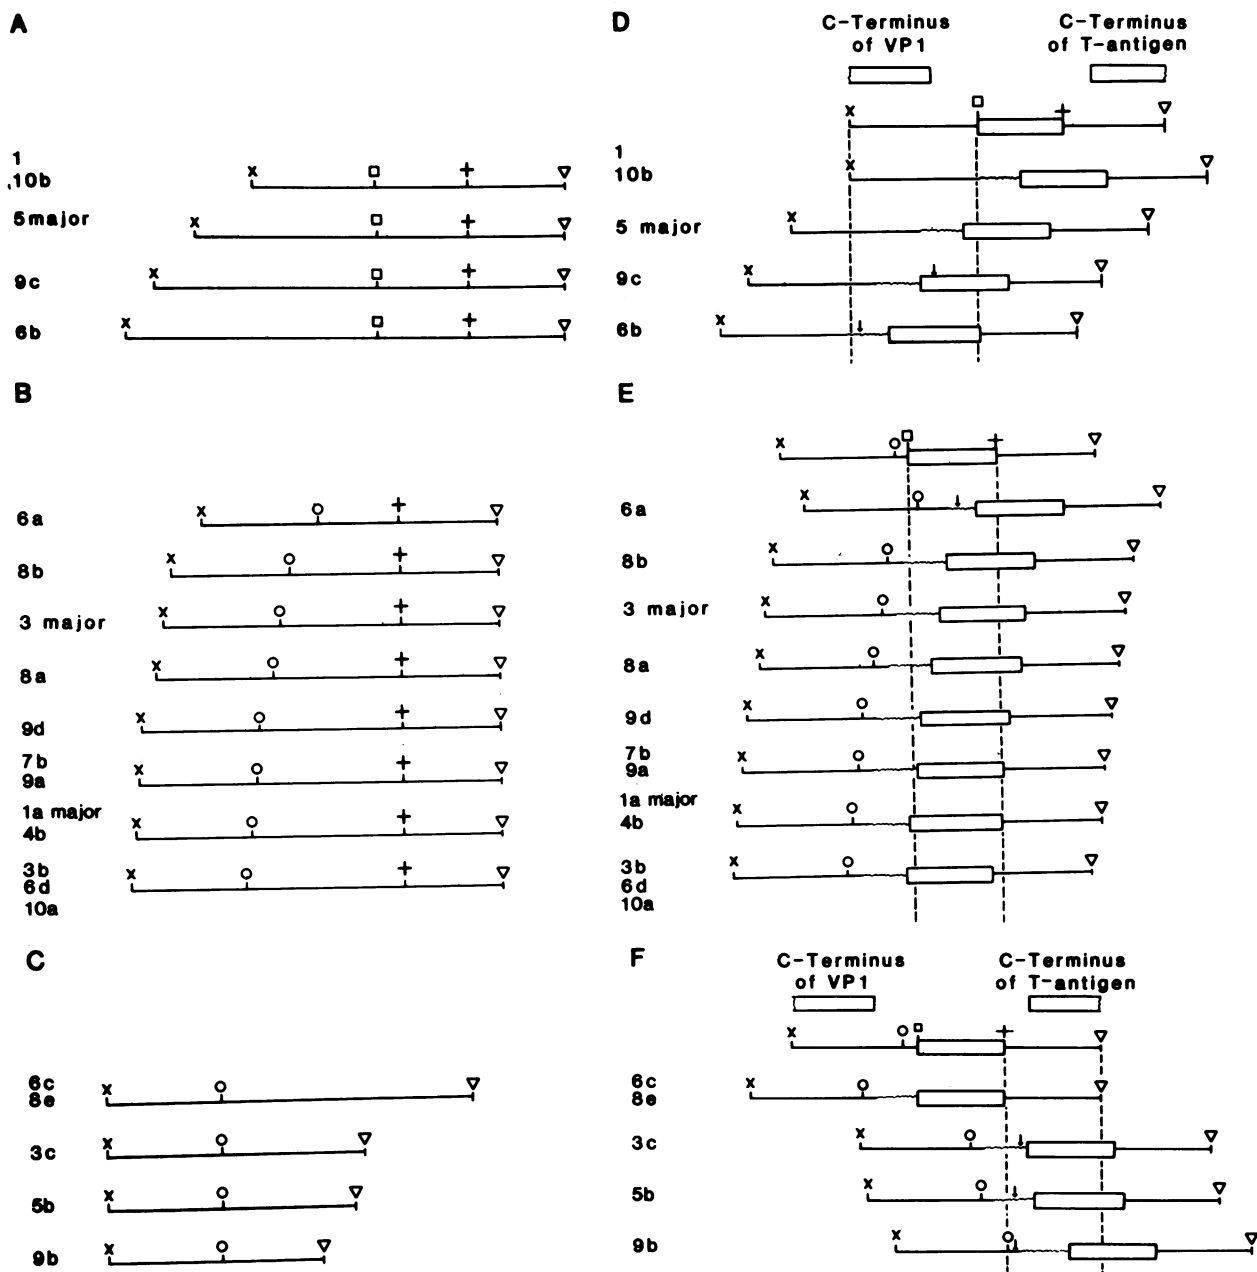 A
1
10b
5major
9c
6b
B
6a
8b
3 major
8a
9d
7b
9a
1a major
4b
3b
6d
10a
C
6c
8e
3c
5b
9b
D
C-Terminus
of VP1
C-Terminus
of T-antigen
1
10b
5 major
9c
6b
E
6a
8b
3 major
8a
9d
7b
9a
1a major
4b
3b
6d
10a
F
C-Terminus
of VP1
C-Terminus
of T-antigen
6c
8e
3c
5b
9b